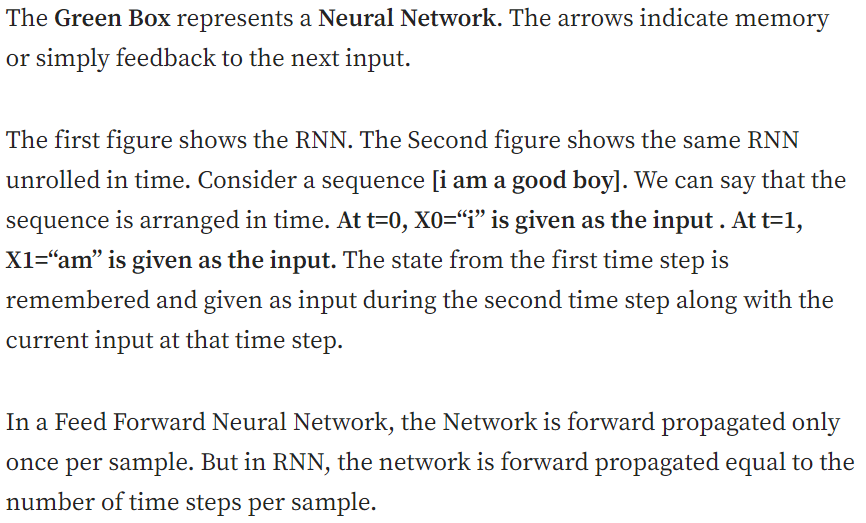 The Green Box represents a Neural Network. The arrows indicate memory
or simply feedback to the next input.
The first figure shows the RNN. The Second figure shows the same RNN
unrolled in time. Consider a sequence [i am a good boy]. We can say that the
sequence is arranged in time. At t=0, X0=“i” is given as the input . At t=1,
X1=“am” is given as the input. The state from the first time step is
remembered and given as input during the second time step along with the
current input at that time step.
In a Feed Forward Neural Network, the Network is forward propagated only
once per sample. But in RNN, the network is forward propagated equal to the
number of time steps per sample.